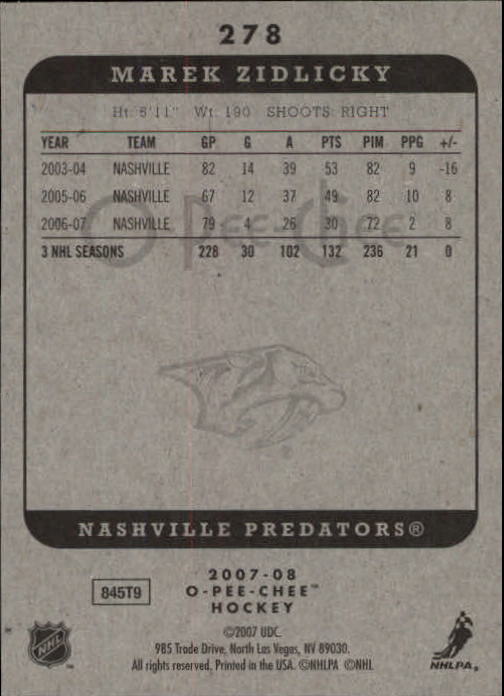 278
MAREK ZIDLICKY
Ht: 5'11" Wt: 190 SHOOTS: RIGHT
YEAR TEAM GP G A PTS PIM PPG +/-
2003-04 NASHVILLE 82 14 39 53 82 9 -16
2005-06 NASHVILLE 67 12 37 49 82 10 8
2006-07 NASHVILLE 79 4 26 30 72 2 8
O-PEE-CHEE
3 NHL SEASONS 228 30 102 132 236 21 0
NASHVILLE PREDATORS®
2007-08
845T9 O-PEE-CHEE™
HOCKEY
©2007 UDC.
985 Trade Drive, North Las Vegas, NV 89030.
All rights reserved. Printed in the USA. ©NHLPA ©NHL
NHL
NHLPA®